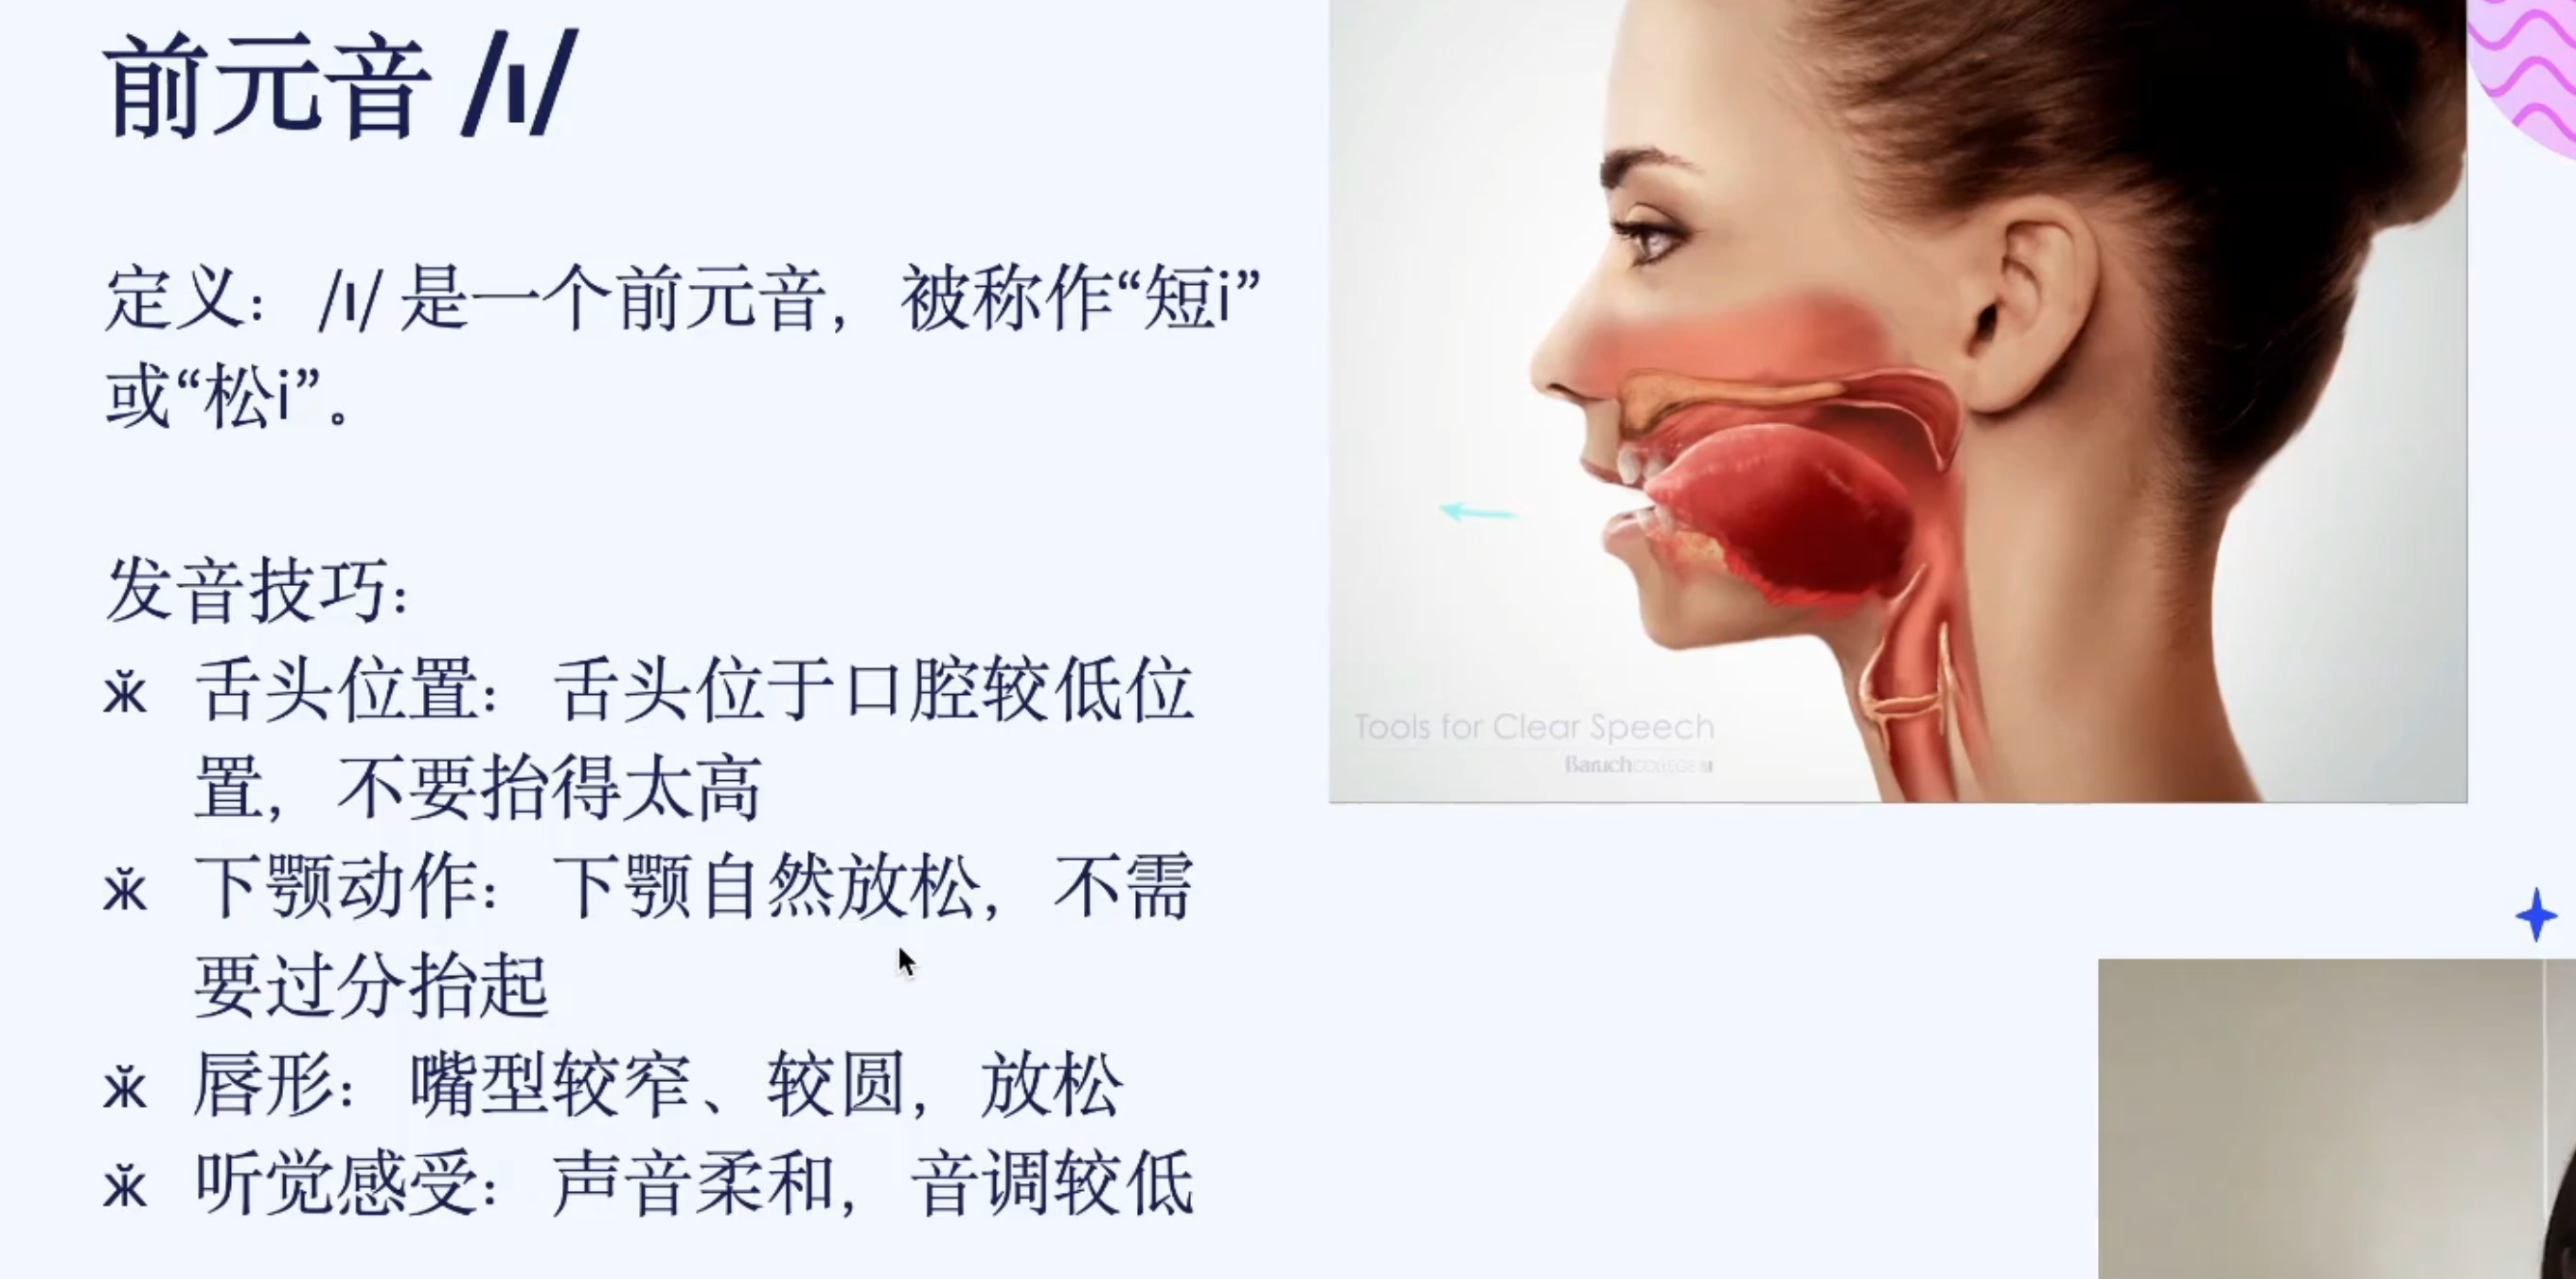 前元音 /ɪ/
定义： /ɪ/ 是一个前元音， 被称作“短i”
或“松i”。
发音技巧：
ӂ 舌头位置： 舌头位于口腔较低位
置， 不要抬得太高
ӂ 下颚动作： 下颚自然放松， 不需
要过分抬起
ӂ 唇形： 嘴型较窄、较圆， 放松
ӂ 听觉感受： 声音柔和， 音调较低
Tools for Clear Speech
Baruch COLLEGE